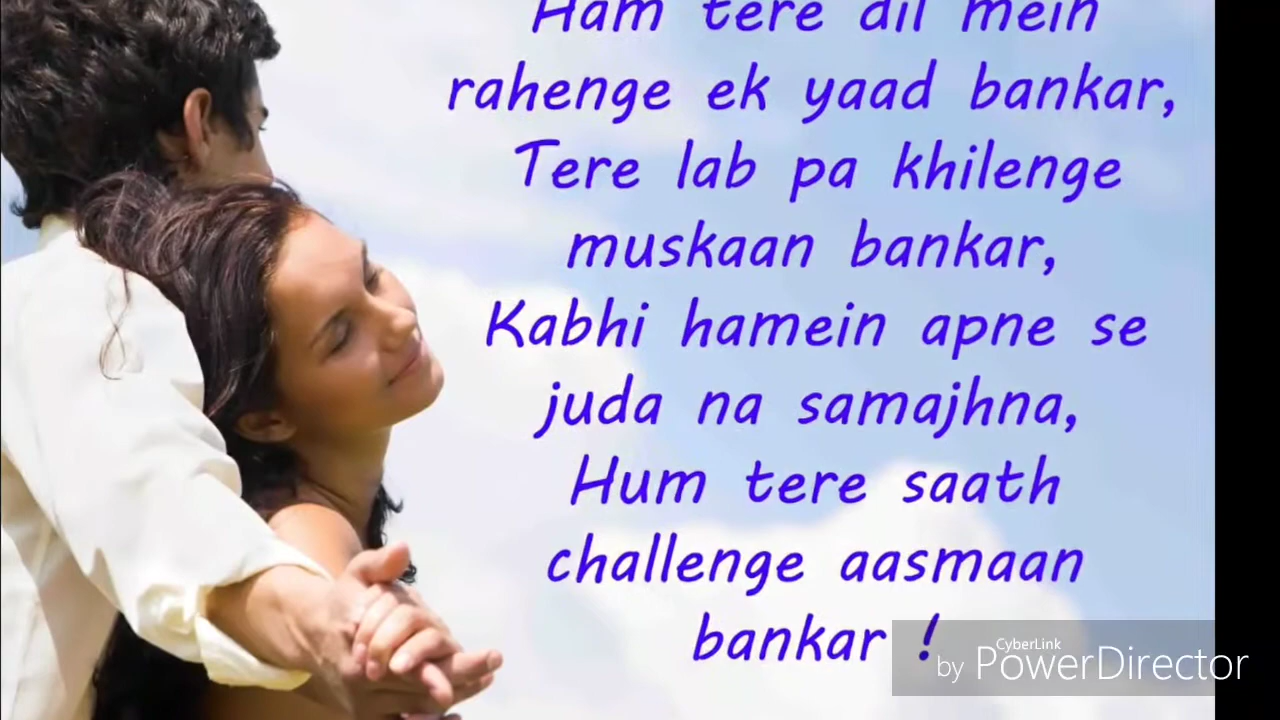 Ham tere dil mein
rahenge ek yaad bankar,
Tere lab pa khilenge
muskaan bankar,
Kabhi hamein apne se
juda na samajhna,
Hum tere saath
challenge aasmaan
bankar !
CyberLink
by PowerDirector